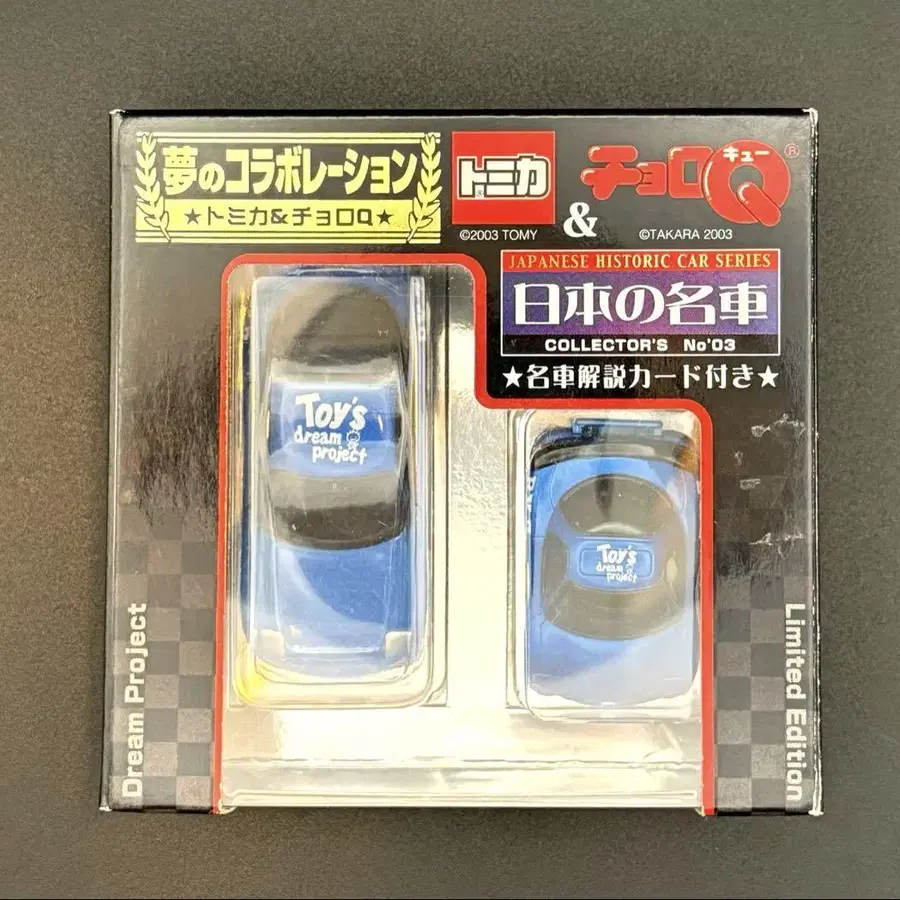 夢のコラボレーション
★トミカ&チョロQ★
トミカ
©2003 TOMY
&
チョロQ
キュー
®
©TAKARA 2003
JAPANESE HISTORIC CAR SERIES
日本の名車
COLLECTOR'S No'03
★名車解説カード付き★
Toy's
dream
project
Toy's
dream
project
Dream Project
Limited Edition